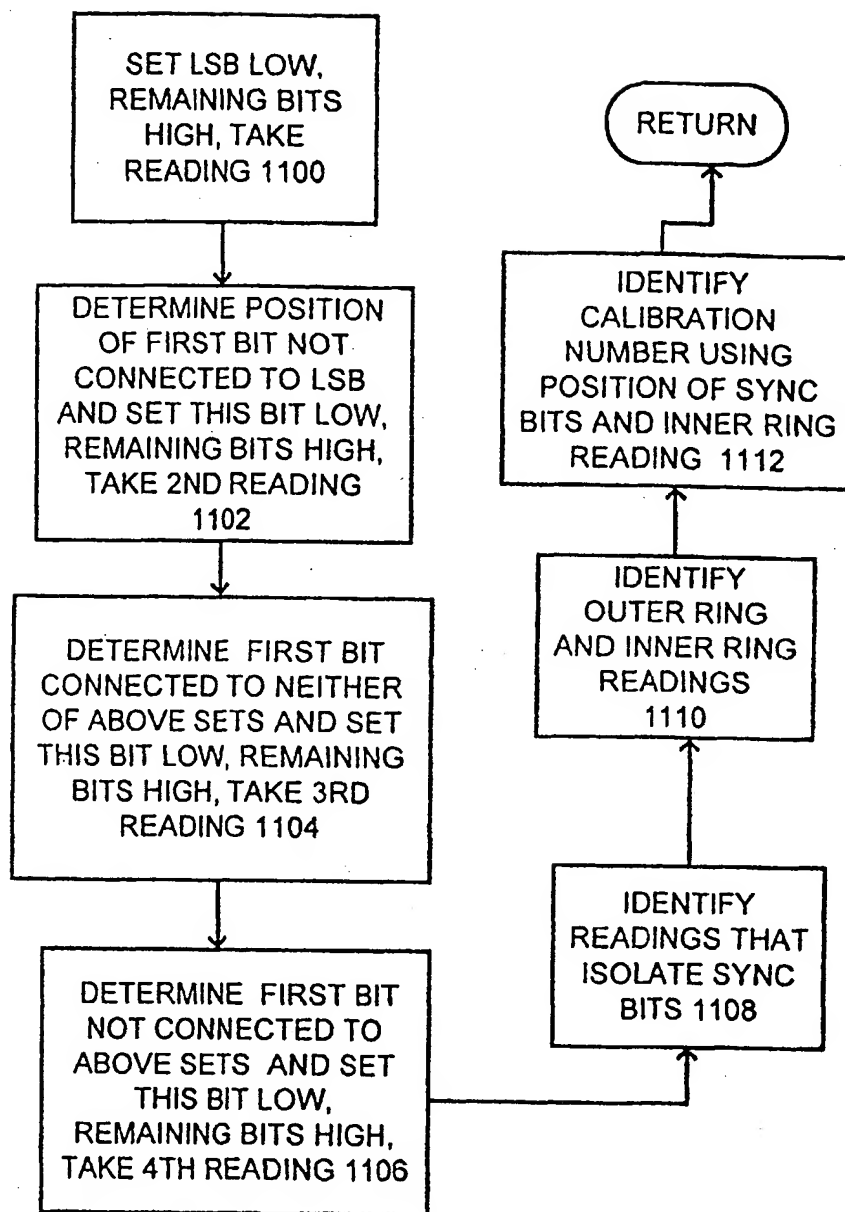 SET LSB LOW,
REMAINING BITS
HIGH, TAKE
READING 1100
DETERMINE POSITION
OF FIRST BIT NOT
CONNECTED TO LSB
AND SET THIS BIT LOW,
REMAINING BITS HIGH,
TAKE 2ND READING
1102
DETERMINE FIRST BIT
CONNECTED TO NEITHER
OF ABOVE SETS AND SET
THIS BIT LOW, REMAINING
BITS HIGH, TAKE 3RD
READING 1104
DETERMINE FIRST BIT
NOT CONNECTED TO
ABOVE SETS AND SET
THIS BIT LOW,
REMAINING BITS HIGH,
TAKE 4TH READING 1106
IDENTIFY
READINGS THAT
ISOLATE SYNC
BITS 1108
IDENTIFY
OUTER RING
AND INNER RING
READINGS
1110
IDENTIFY
CALIBRATION
NUMBER USING
POSITION OF SYNC
BITS AND INNER RING
READING 1112
RETURN